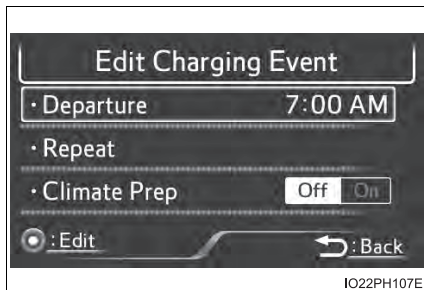 Edit Charging Event
· Departure 7:00 AM
· Repeat
· Climate Prep Off On
:Edit :Back
IO22PH107E